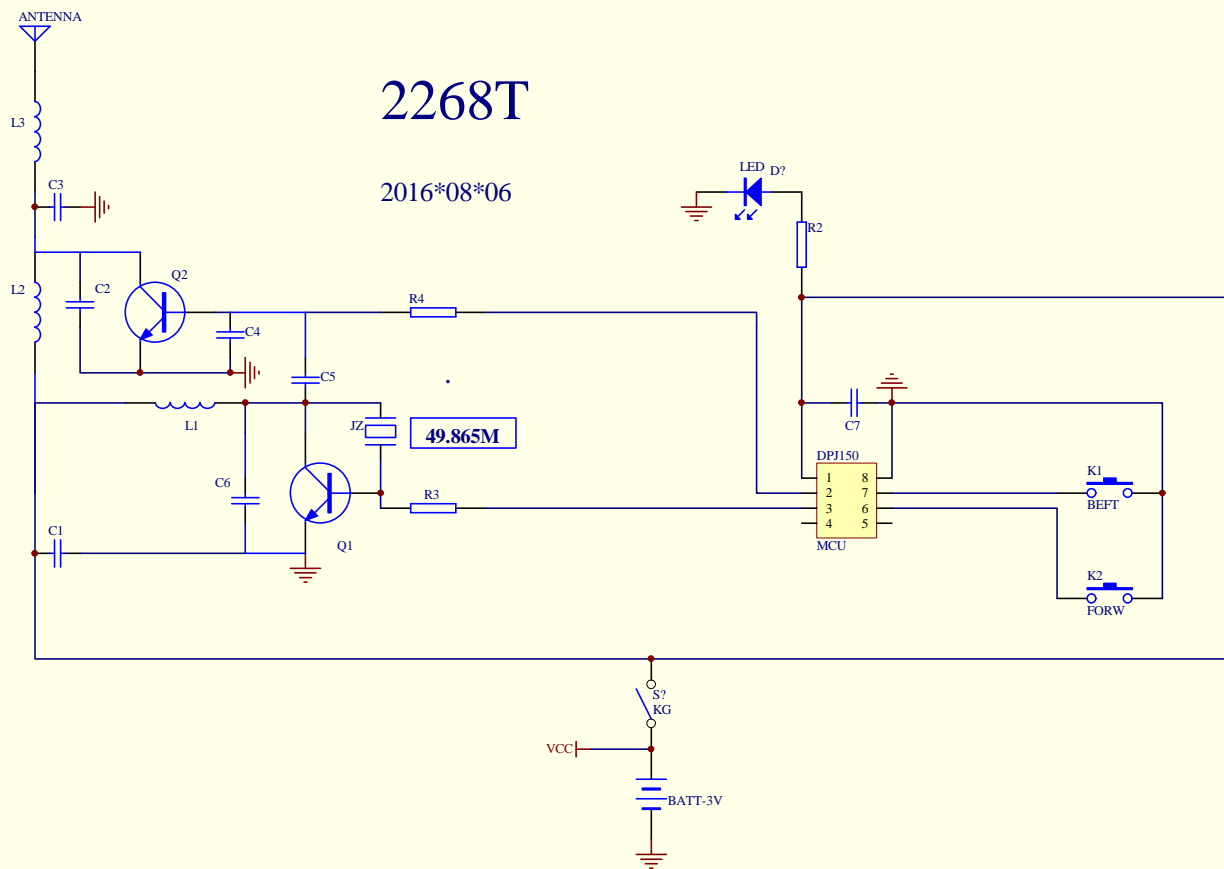 ANTENNA
2268T
L3
LED D?
C3
2016*08*06
R2
Q2
L2
C2
R4
C4
C5
JZ
49.865M
L1
C7
DPJ150
K1
1 8
C6
R3
2 7
BEFT
3 6
C1
4 5
Q1
MCU
K2
FORW
S?
KG
VCC
BATT-3V